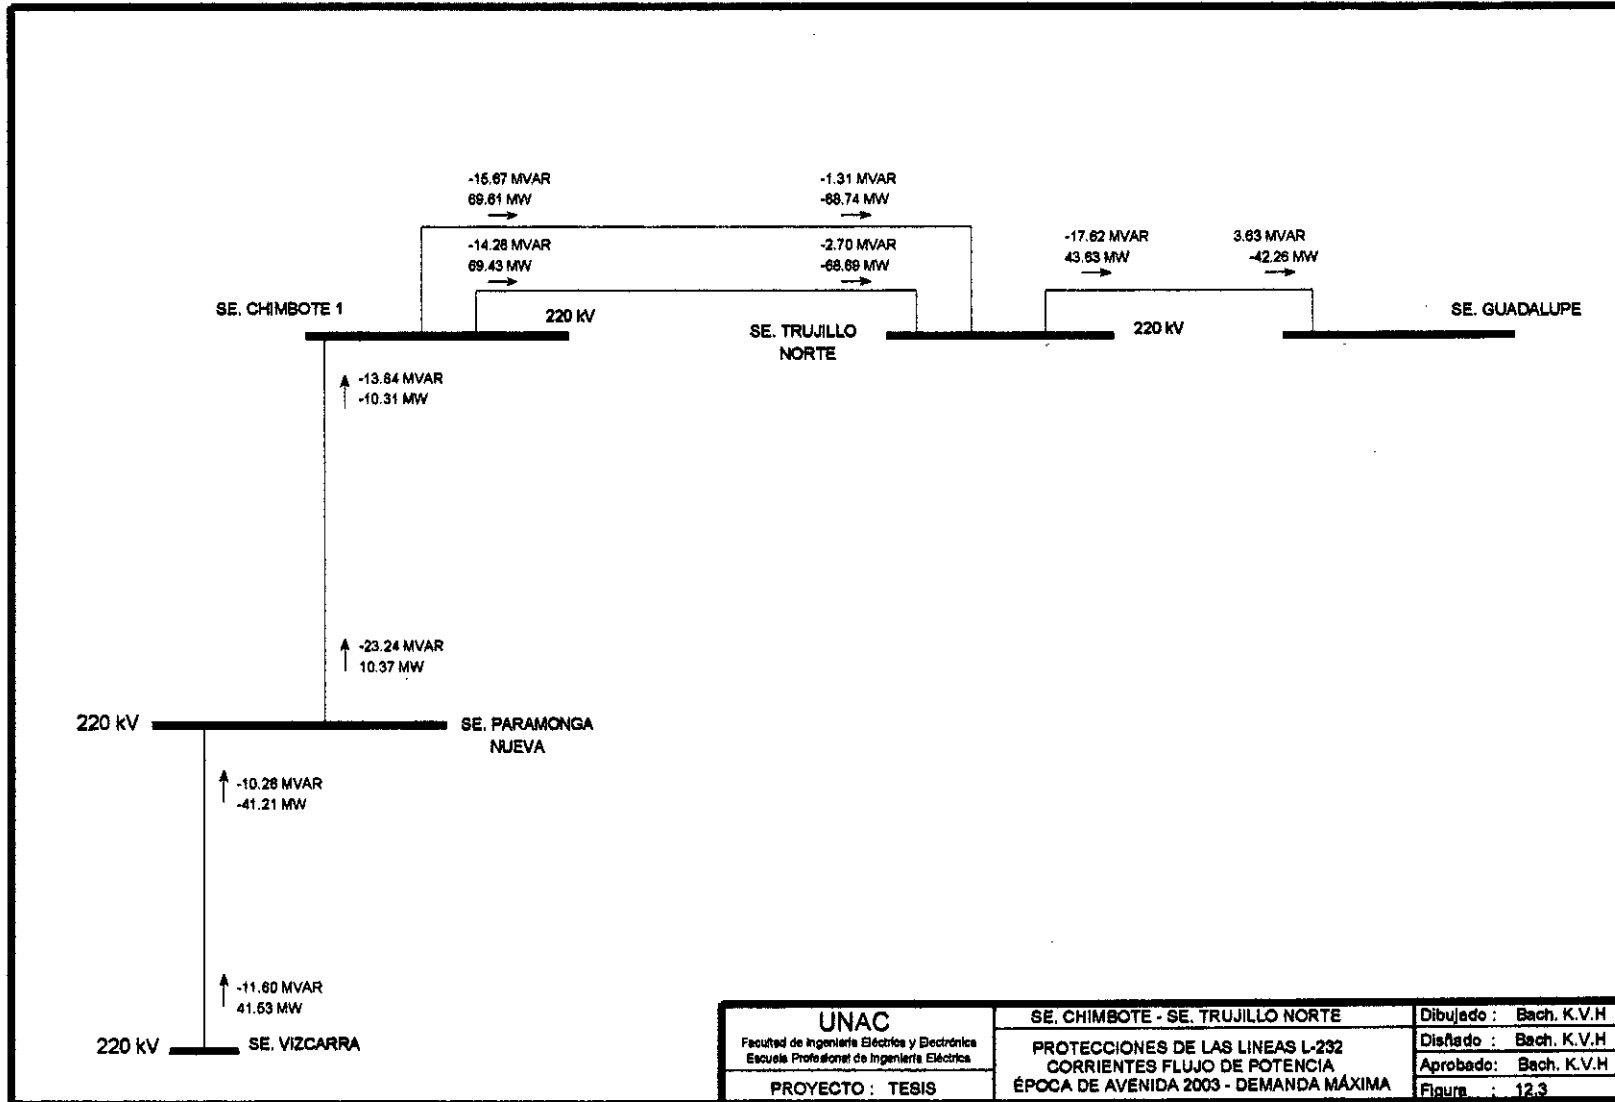 -15.67 MVAR
69.61 MW
-1.31 MVAR
-68.74 MW
-14.28 MVAR
69.43 MW
-2.70 MVAR
-68.69 MW
-17.62 MVAR
43.63 MW
3.63 MVAR
-42.26 MW
SE. CHIMBOTE 1
220 kV
SE. TRUJILLO
NORTE
220 kV
SE. GUADALUPE
-13.84 MVAR
-10.31 MW
-23.24 MVAR
10.37 MW
220 kV
SE. PARAMONGA
NUEVA
-10.28 MVAR
-41.21 MW
-11.60 MVAR
41.53 MW
220 kV
SE. VIZCARRA
UNAC
Facultad de Ingeniería Eléctrica y Electrónica
Escuela Profesional de Ingeniería Eléctrica
PROYECTO : TESIS
SE. CHIMBOTE - SE. TRUJILLO NORTE
PROTECCIONES DE LAS LINEAS L-232
CORRIENTES FLUJO DE POTENCIA
ÉPOCA DE AVENIDA 2003 - DEMANDA MÁXIMA
Dibujado : Bach. K.V.H
Disñado : Bach. K.V.H
Aprobado: Bach. K.V.H
Figura : 12.3